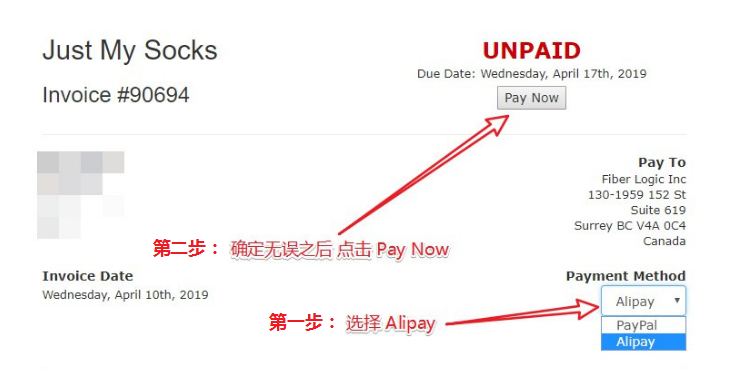 Just My Socks
UNPAID
Due Date: Wednesday, April 17th, 2019
Invoice #90694
Pay Now
Pay To
Fiber Logic Inc
130-1959 152 St
Suite 619
Surrey BC V4A 0C4
Canada
第二步： 确定无误之后 点击 Pay Now
Invoice Date
Wednesday, April 10th, 2019
Payment Method
Alipay
第一步： 选择 Alipay
PayPal
Alipay